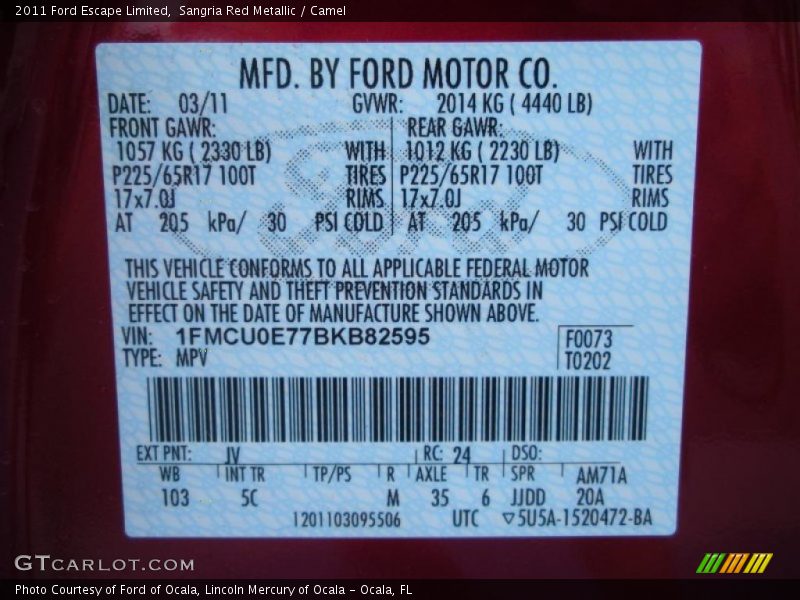 2011 Ford Escape Limited, Sangria Red Metallic / Camel
MFD. BY FORD MOTOR CO.
DATE: 03/11 GVWR: 2014 KG ( 4440 LB)
FRONT GAWR: REAR GAWR:
1057 KG ( 2330 LB) WITH 1012 KG ( 2230 LB) WITH
P225/65R17 100T TIRES P225/65R17 100T TIRES
17x7.0J RIMS 17x7.0J RIMS
AT 205 kPa/ 30 PSI COLD AT 205 kPa/ 30 PSI COLD
THIS VEHICLE CONFORMS TO ALL APPLICABLE FEDERAL MOTOR
VEHICLE SAFETY AND THEFT PREVENTION STANDARDS IN
EFFECT ON THE DATE OF MANUFACTURE SHOWN ABOVE.
VIN: 1FMCU0E77BKB82595 F0073
TYPE: MPV T0202
EXT PNT: JV RC: 24 DSO:
WB INT TR TP/PS R AXLE TR SPR AM71A
103 5C M 35 6 JJDD 20A
1201103095506 UTC ▽5U5A-1520472-BA
GTCARLOT.COM
Photo Courtesy of Ford of Ocala, Lincoln Mercury of Ocala - Ocala, FL